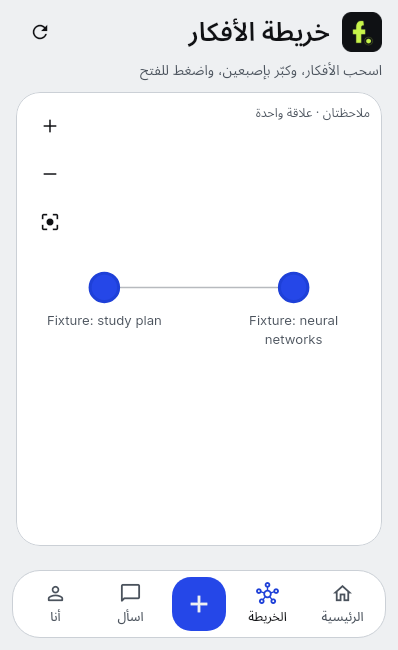 خريطة الأفكار
اسحب الأفكار، وكبّر بإصبعين، واضغط للفتح
ملاحظتان · علاقة واحدة
Fixture: study plan
Fixture: neural
networks
الرئيسية
الخريطة
اسأل
أنا